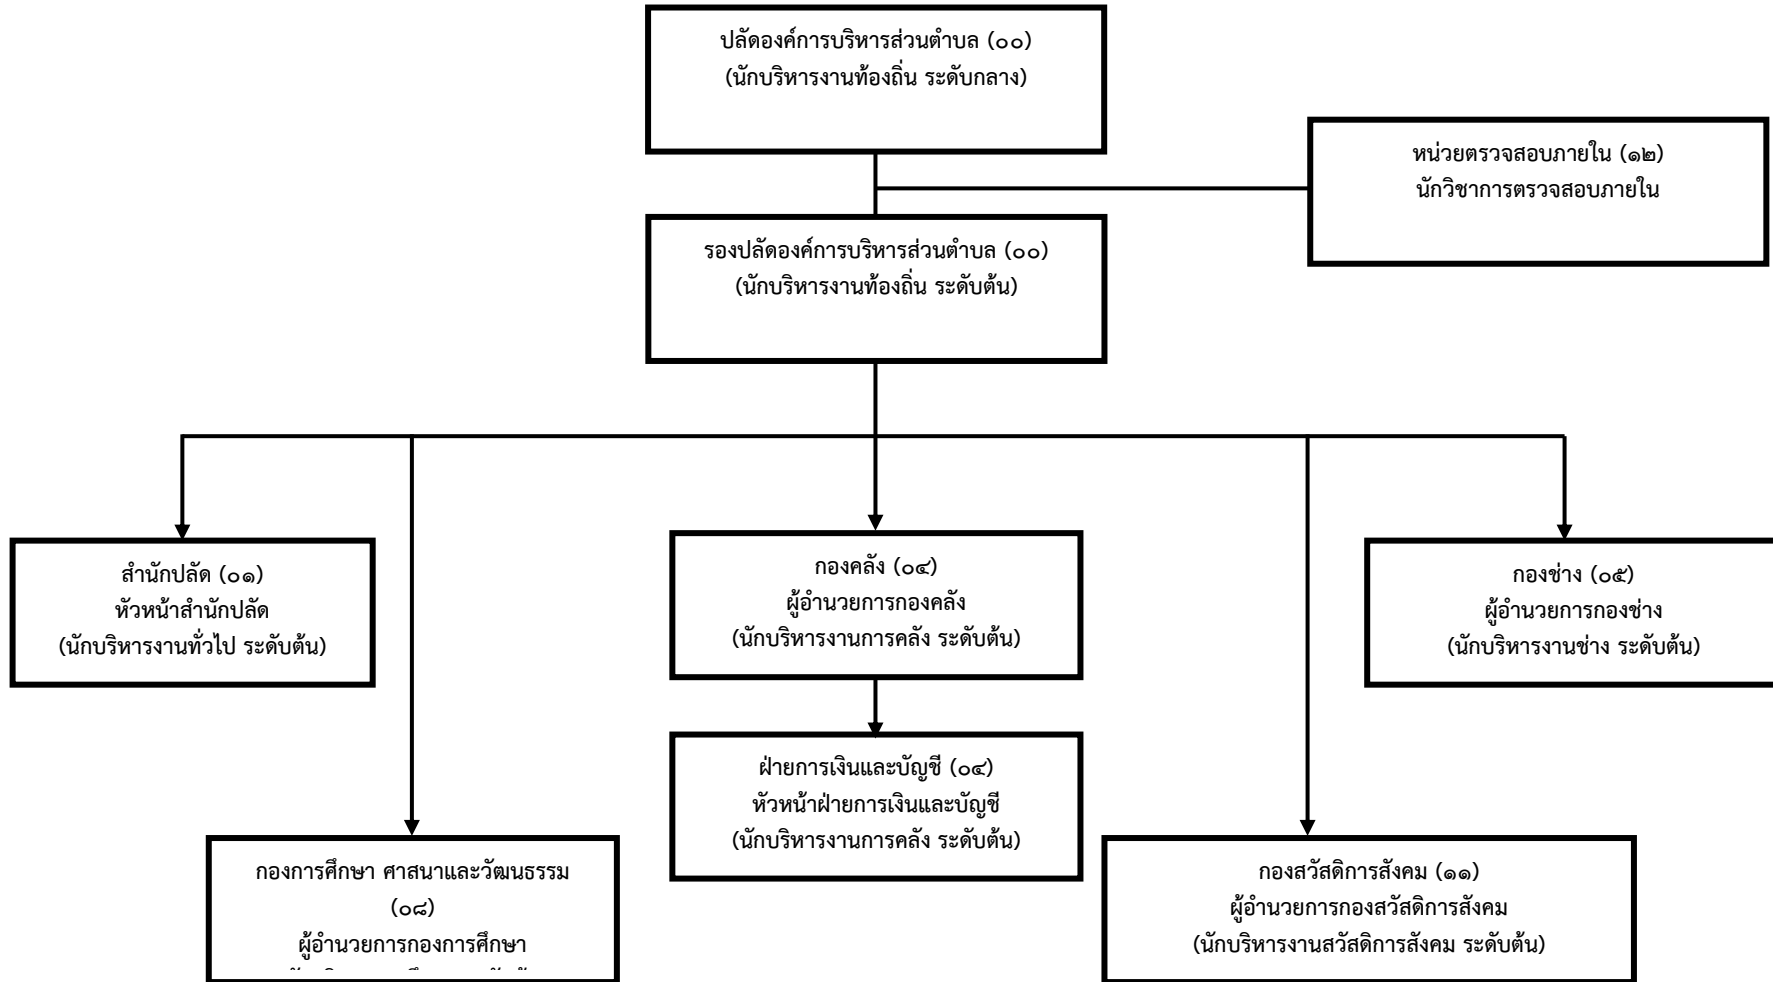 ปลัดองค์การบริหารส่วนตำบล (๐๐)
(นักบริหารงานท้องถิ่น ระดับกลาง)
หน่วยตรวจสอบภายใน (๑๒)
นักวิชาการตรวจสอบภายใน
รองปลัดองค์การบริหารส่วนตำบล (๐๐)
(นักบริหารงานท้องถิ่น ระดับต้น)
สำนักปลัด (๐๑)
หัวหน้าสำนักปลัด
(นักบริหารงานทั่วไป ระดับต้น)
กองคลัง (๐๔)
ผู้อำนวยการกองคลัง
(นักบริหารงานการคลัง ระดับต้น)
กองช่าง (๐๕)
ผู้อำนวยการกองช่าง
(นักบริหารงานช่าง ระดับต้น)
ฝ่ายการเงินและบัญชี (๐๔)
หัวหน้าฝ่ายการเงินและบัญชี
(นักบริหารงานการคลัง ระดับต้น)
กองการศึกษา ศาสนาและวัฒนธรรม
(๐๘)
ผู้อำนวยการกองการศึกษา
กองสวัสดิการสังคม (๑๑)
ผู้อำนวยการกองสวัสดิการสังคม
(นักบริหารงานสวัสดิการสังคม ระดับต้น)